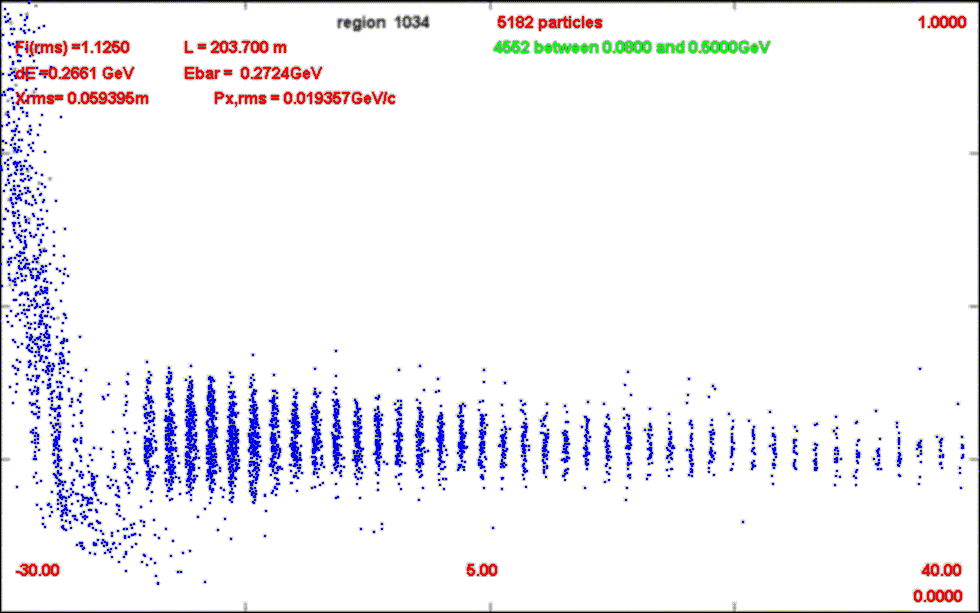 region 1034 5182 particles 1.0000
Fi(rms) =1.1250 L = 203.700 m 4552 between 0.0800 and 0.5000GeV
dE =0.2661 GeV Ebar = 0.2724GeV
Xrms= 0.059395m Px,rms = 0.019357GeV/c
-30.00 5.00 40.00
0.0000